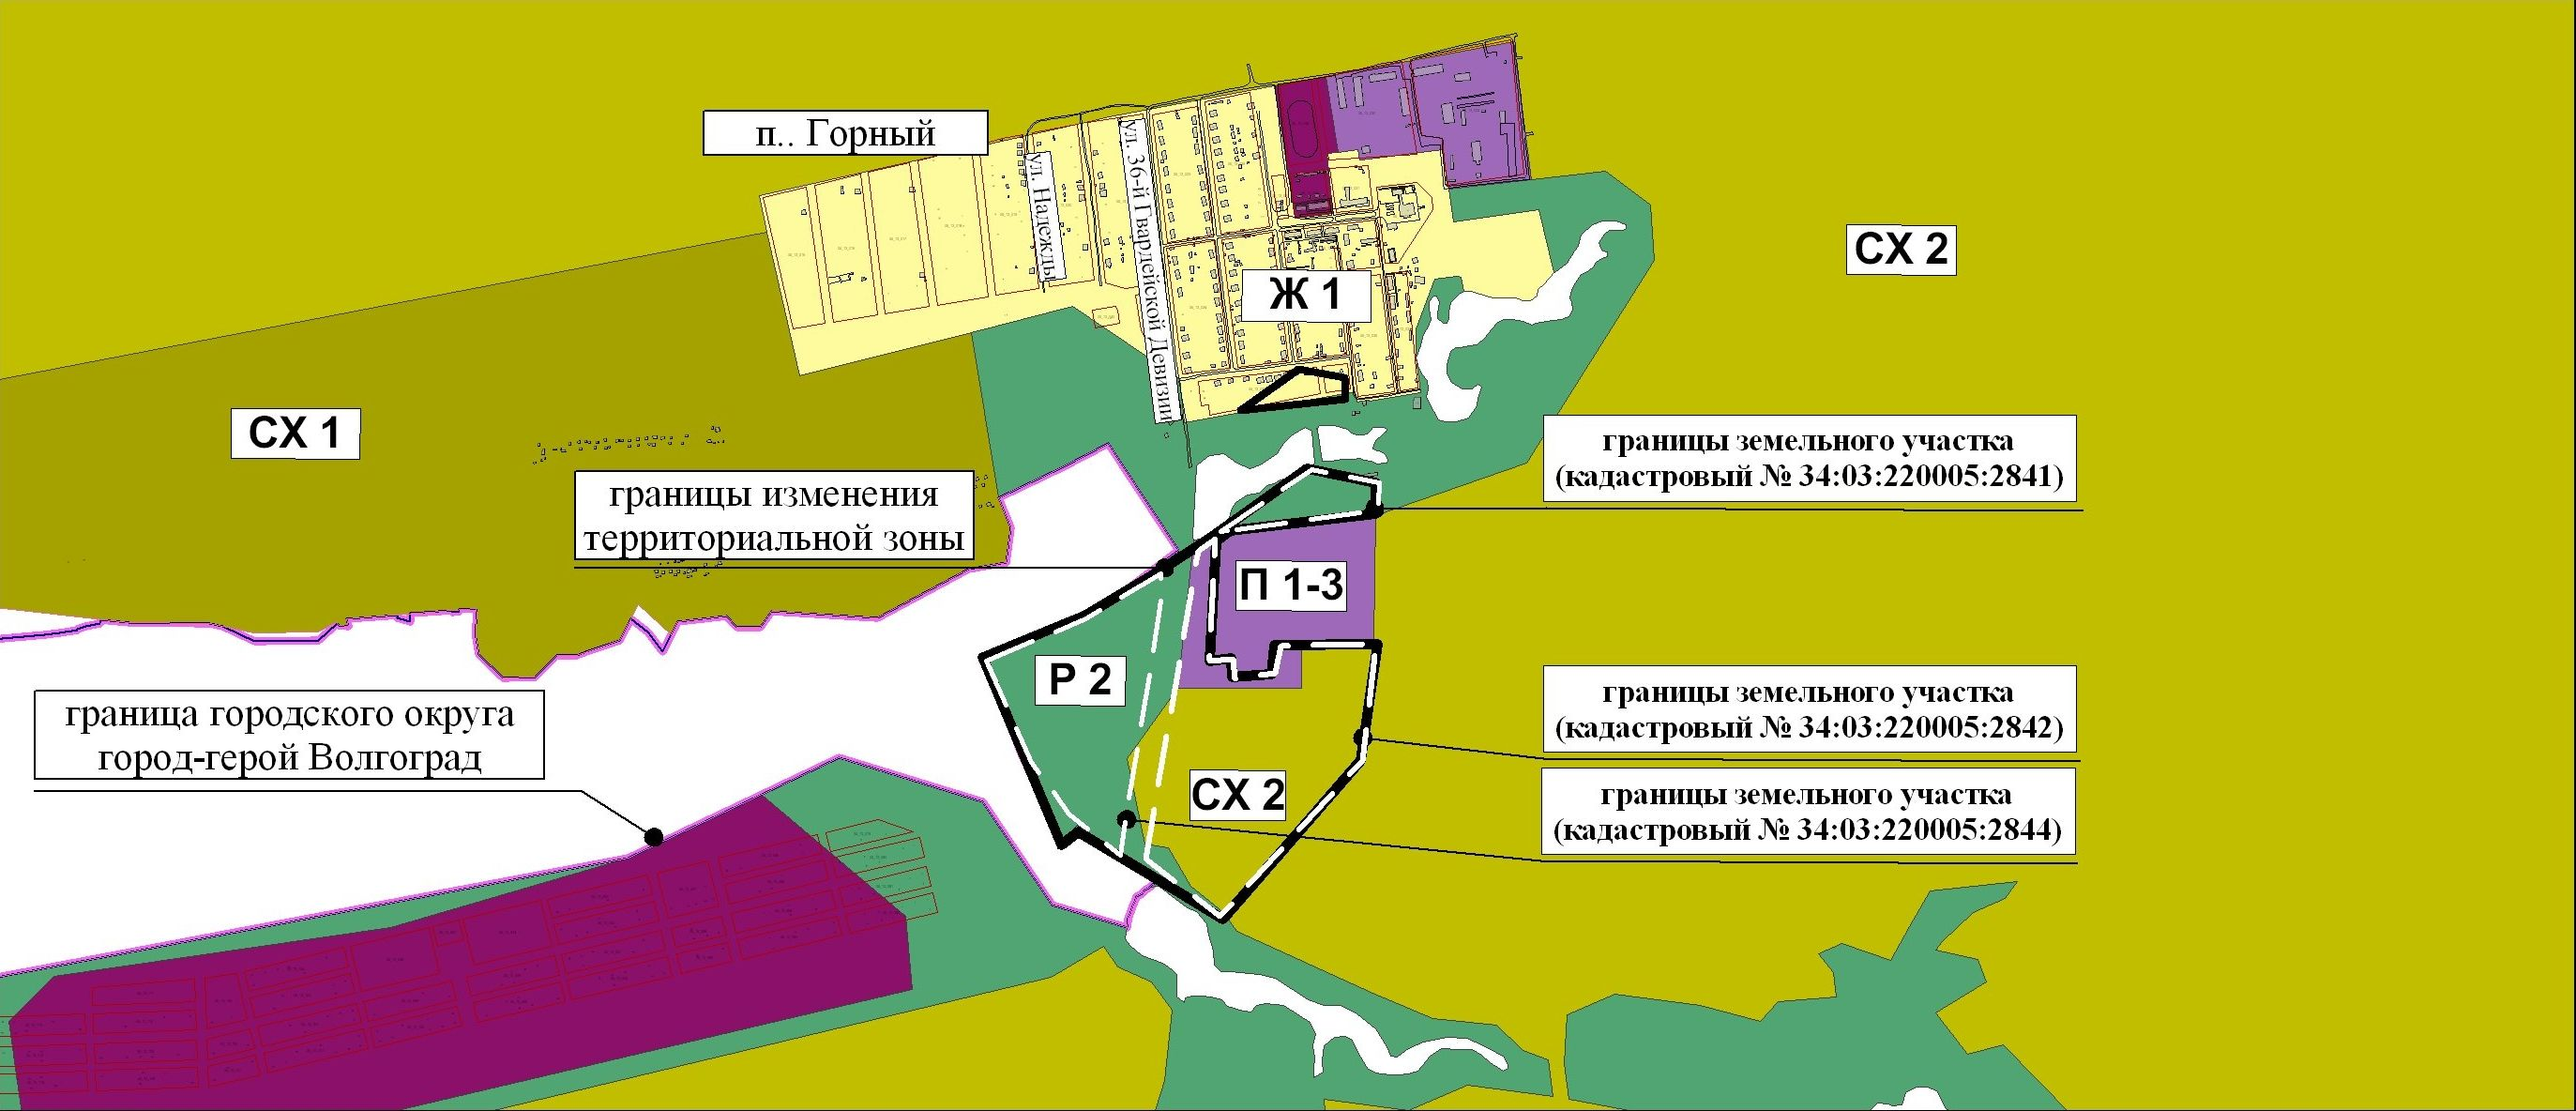 п.. Горный
ул. Надежды
ул. 36-й Гвардейской Девизии
СХ 2
Ж 1
СХ 1
границы земельного участка
(кадастровый № 34:03:220005:2841)
границы изменения
территориальной зоны
П 1-3
Р 2
границы земельного участка
(кадастровый № 34:03:220005:2842)
граница городского округа
город-герой Волгоград
СХ 2
границы земельного участка
(кадастровый № 34:03:220005:2844)